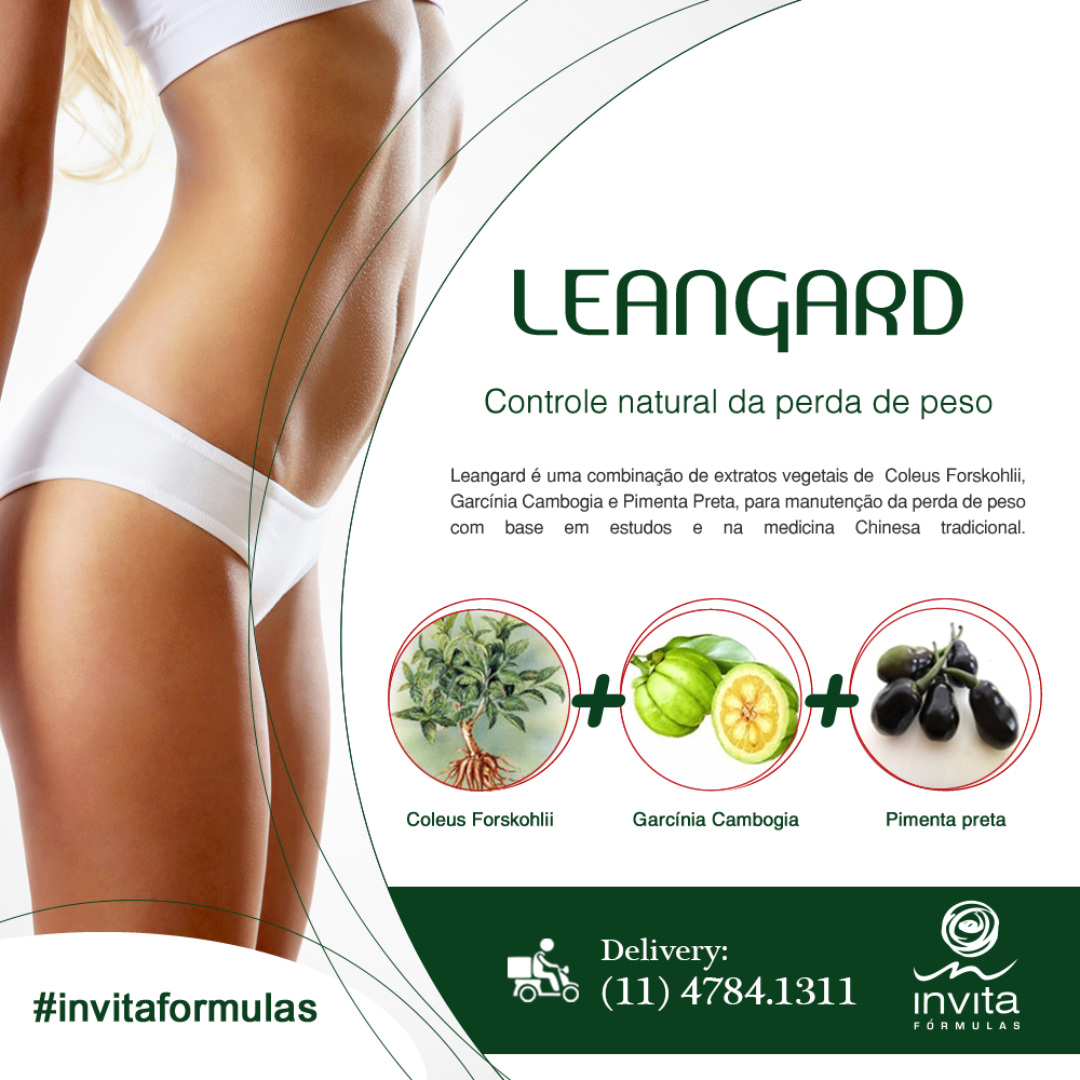 LEANGARD
Controle natural da perda de peso
Leangard é uma combinação de extratos vegetais de Coleus Forskohlii,
Garcínia Cambogia e Pimenta Preta, para manutenção da perda de peso
com base em estudos e na medicina Chinesa tradicional.
Coleus Forskohlii
Garcínia Cambogia
Pimenta preta
Delivery:
(11) 4784.1311
invita
FÓRMULAS
#invitaformulas